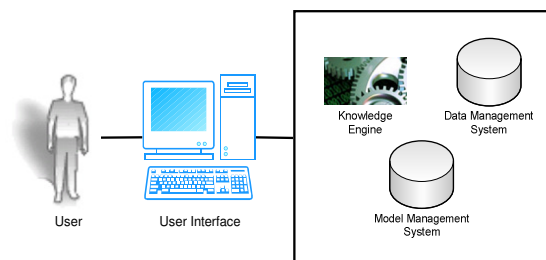 Knowledge
Engine
Data Management
System
User
User Interface
Model Management
System